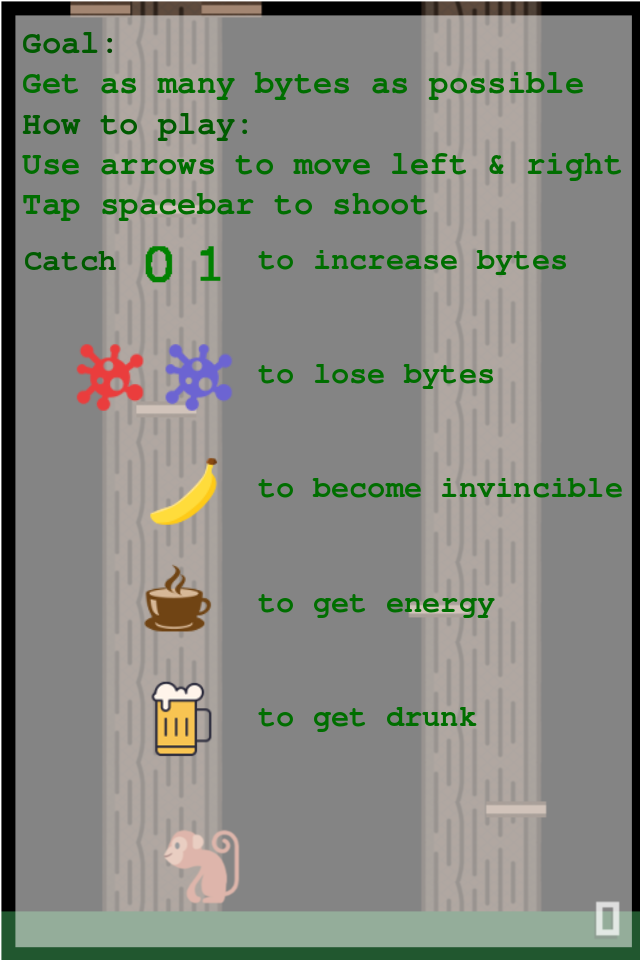 Goal:
Get as many bytes as possible
How to play:
Use arrows to move left & right
Tap spacebar to shoot
Catch 0 1 to increase bytes
to lose bytes
to become invincible
to get energy
to get drunk